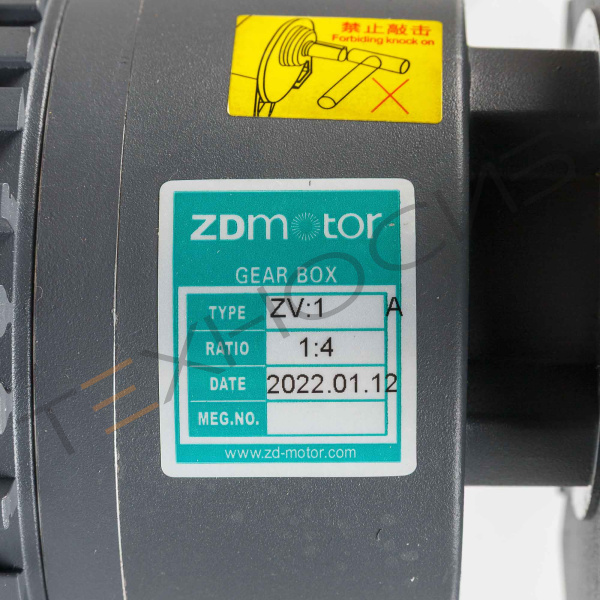 禁止敲击
Forbiding knock on
ZDmotor
GEAR BOX
TYPE ZV:1 A
RATIO 1:4
DATE 2022.01.12
MEG.NO.
www.zd-motor.com
ТЕХНОСИЗ